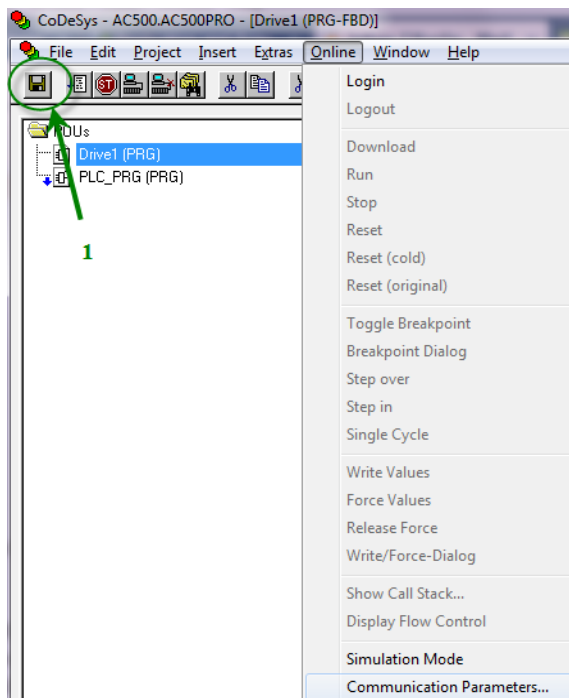 CoDeSys - AC500.AC500PRO - [Drive1 (PRG-FBD)]
File Edit Project Insert Extras Online Window Help
ST
POUs
Drive1 (PRG)
PLC_PRG (PRG)
1
Login
Logout
Download
Run
Stop
Reset
Reset (cold)
Reset (original)
Toggle Breakpoint
Breakpoint Dialog
Step over
Step in
Single Cycle
Write Values
Force Values
Release Force
Write/Force-Dialog
Show Call Stack...
Display Flow Control
Simulation Mode
Communication Parameters...